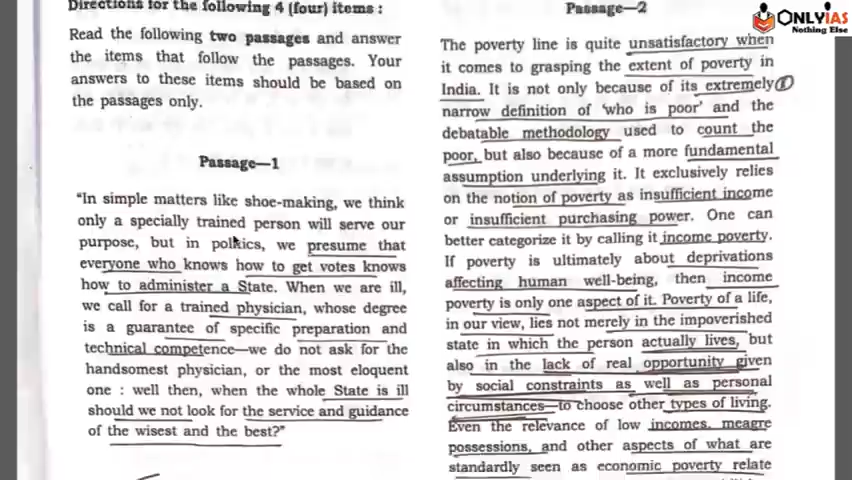 Directions for the following 4 (four) items :
Read the following two passages and answer
the items that follow the passages. Your
answers to these items should be based on
the passages only.
Passage—1
"In simple matters like shoe-making, we think
only a specially trained person will serve our
purpose, but in politics, we presume that
everyone who knows how to get votes knows
how to administer a State. When we are ill,
we call for a trained physician, whose degree
is a guarantee of specific preparation and
technical competence—we do not ask for the
handsomest physician, or the most eloquent
one : well then, when the whole State is ill
should we not look for the service and guidance
of the wisest and the best?"
Passage—2
The poverty line is quite unsatisfactory when
it comes to grasping the extent of poverty in
India. It is not only because of its extremely
narrow definition of 'who is poor' and the
debatable methodology used to count the
poor, but also because of a more fundamental
assumption underlying it. It exclusively relies
on the notion of poverty as insufficient income
or insufficient purchasing power. One can
better categorize it by calling it income poverty.
If poverty is ultimately about deprivations
affecting human well-being, then income
poverty is only one aspect of it. Poverty of a life,
in our view, lies not merely in the impoverished
state in which the person actually lives, but
also in the lack of real opportunity given
by social constraints as well as personal
circumstances—to choose other types of living.
Even the relevance of low incomes, meagre
possessions, and other aspects of what are
standardly seen as economic poverty relate
ONLYIAS
Nothing Else